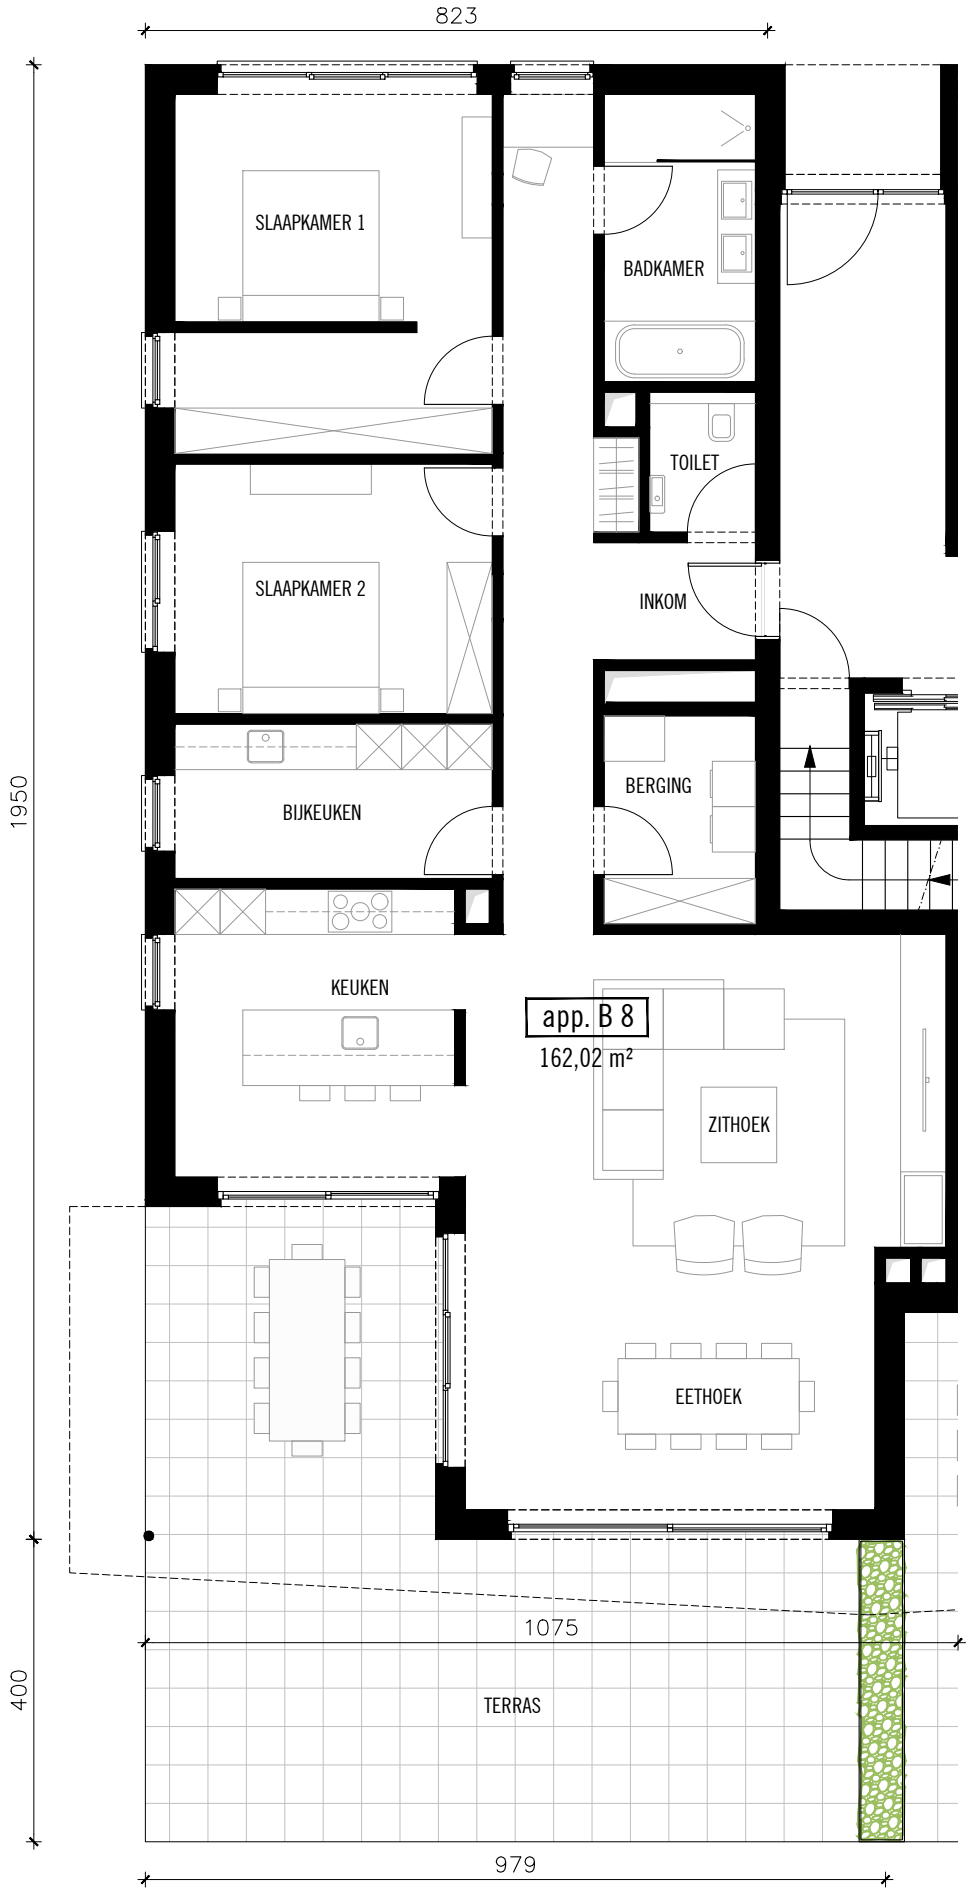 823
SLAAPKAMER 1
BADKAMER
TOILET
SLAAPKAMER 2
INKOM
1950
BERGING
BIJKEUKEN
KEUKEN
app. B 8
162,02 m²
ZITHOEK
EETHOEK
1075
400
TERRAS
979